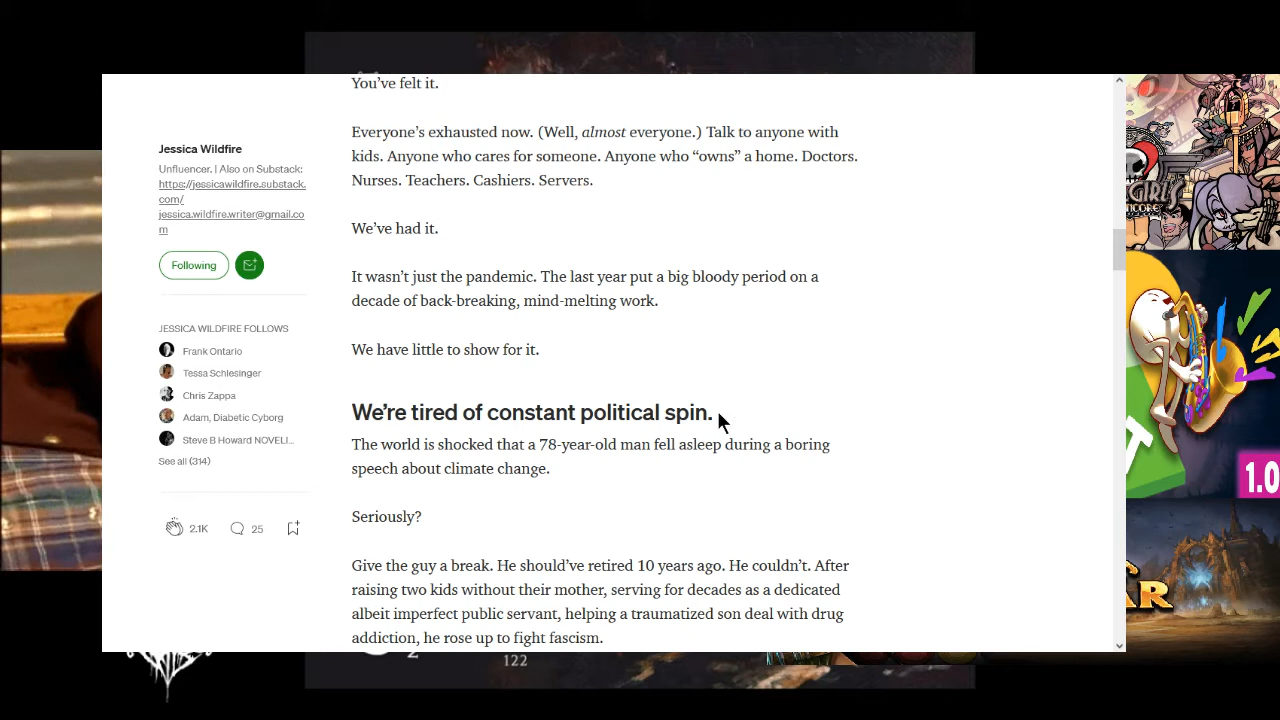 You’ve felt it.
Everyone’s exhausted now. (Well, almost everyone.) Talk to anyone with
kids. Anyone who cares for someone. Anyone who “owns” a home. Doctors.
Nurses. Teachers. Cashiers. Servers.
We’ve had it.
It wasn’t just the pandemic. The last year put a big bloody period on a
decade of back-breaking, mind-melting work.
We have little to show for it.
We’re tired of constant political spin.
The world is shocked that a 78-year-old man fell asleep during a boring
speech about climate change.
Seriously?
Give the guy a break. He should’ve retired 10 years ago. He couldn’t. After
raising two kids without their mother, serving for decades as a dedicated
albeit imperfect public servant, helping a traumatized son deal with drug
addiction, he rose up to fight fascism.
Jessica Wildfire
Unfluencer. | Also on Substack:
https://jessicawildfire.substack.
com/
jessica.wildfire.writer@gmail.co
m
Following
JESSICA WILDFIRE FOLLOWS
Frank Ontario
Tessa Schlesinger
Chris Zappa
Adam, Diabetic Cyborg
Steve B Howard NOVELI...
See all (314)
2.1K
25
1.0
2
122